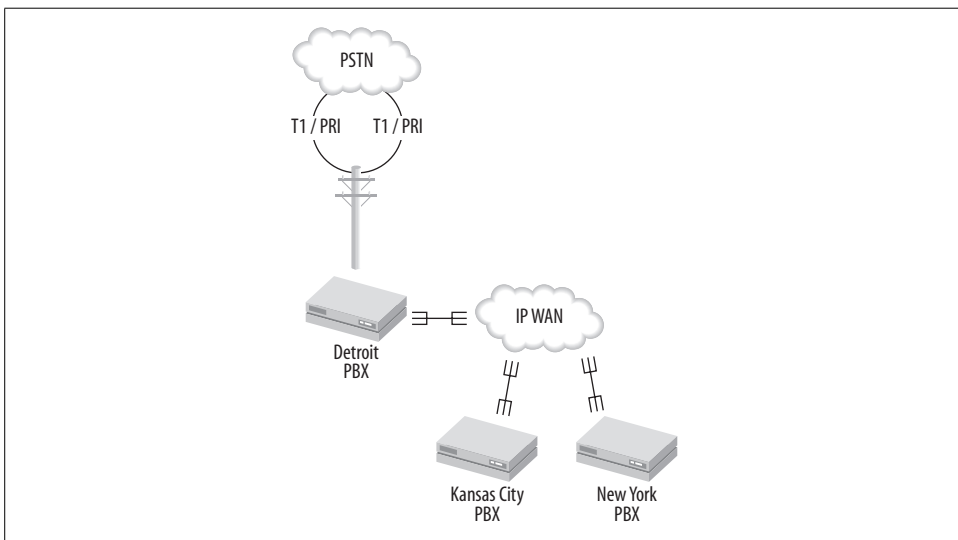 PSTN
T1 / PRI
T1 / PRI
IP WAN
Detroit
PBX
Kansas City
PBX
New York
PBX